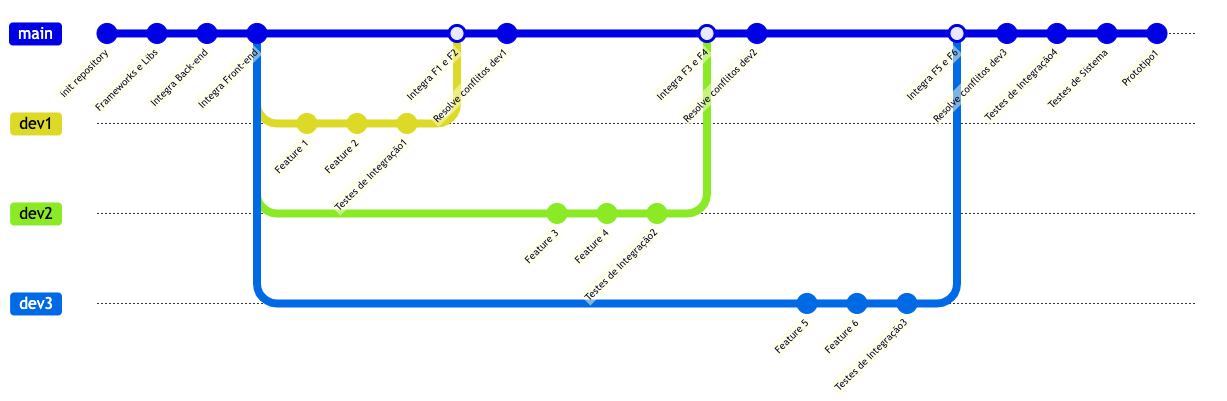 main
Init repository
Frameworks e Libs
Integra Back-end
Integra Front-end
Integra F1 e F2
Resolve conflitos dev1
Integra F3 e F4
Resolve conflitos dev2
Integra F5 e F6
Resolve conflitos dev3
Testes de Integração4
Testes de Sistema
Prototipo1
dev1
Feature 1
Feature 2
Testes de Integração1
dev2
Feature 3
Feature 4
Testes de Integração2
dev3
Feature 5
Feature 6
Testes de Integração3